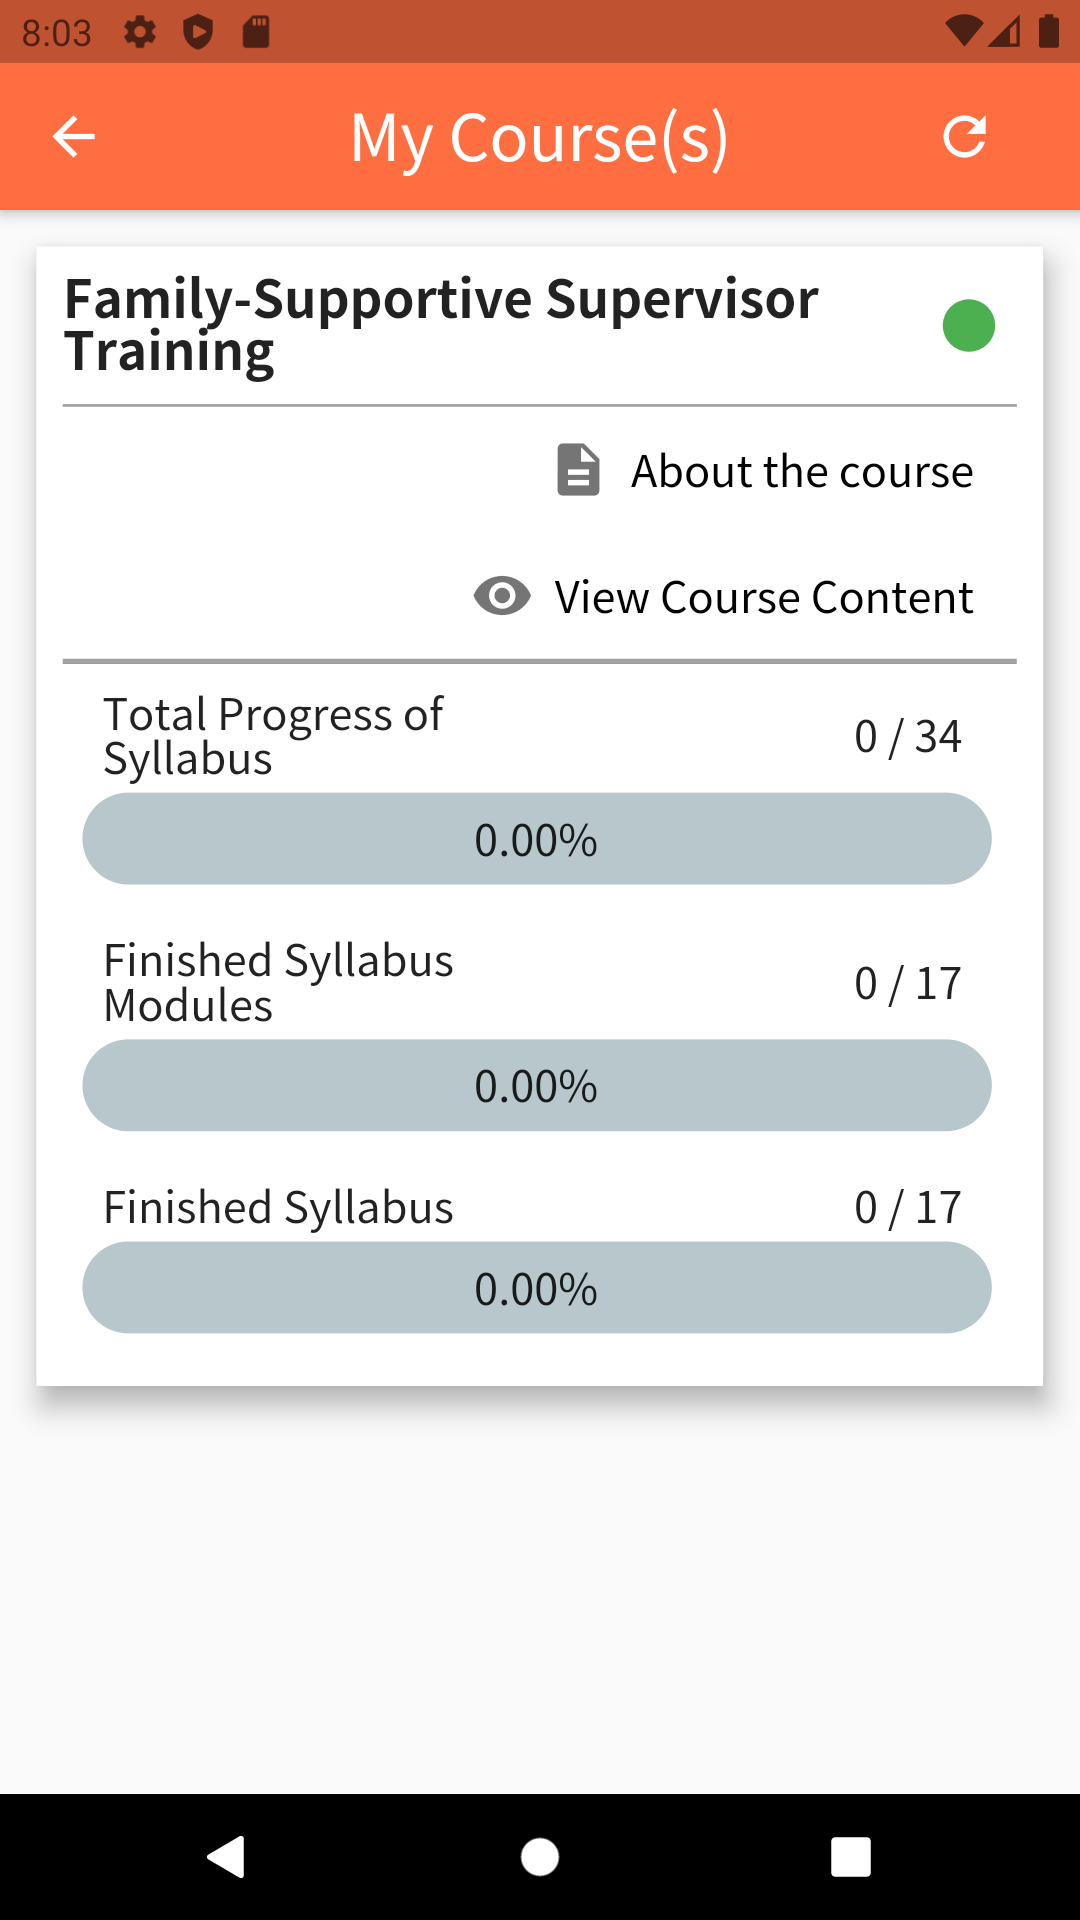 8:03
My Course(s)
Family-Supportive Supervisor
Training
About the course
View Course Content
Total Progress of
Syllabus
0 / 34
0.00%
Finished Syllabus
Modules
0 / 17
0.00%
Finished Syllabus
0 / 17
0.00%